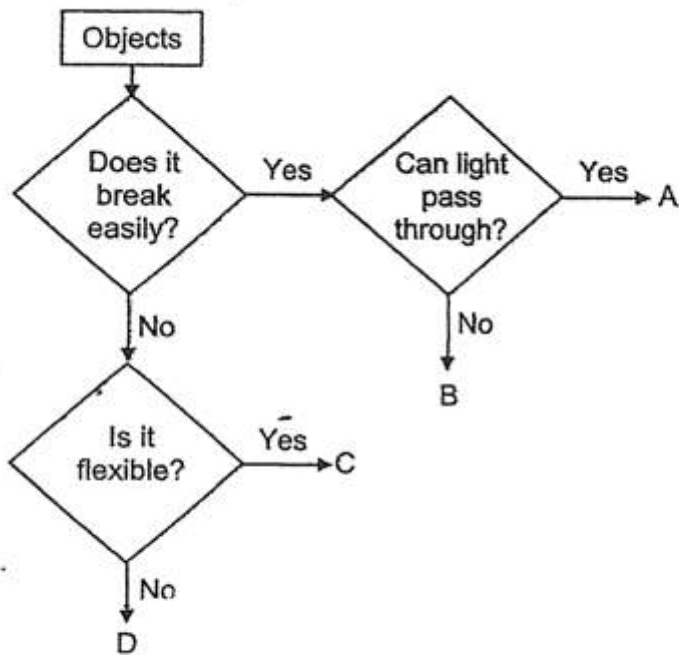 Objects
Does it
break
easily?
Yes
Can light
pass
through?
Yes
A
No
B
No
Is it
flexible?
Yes
C
No
D